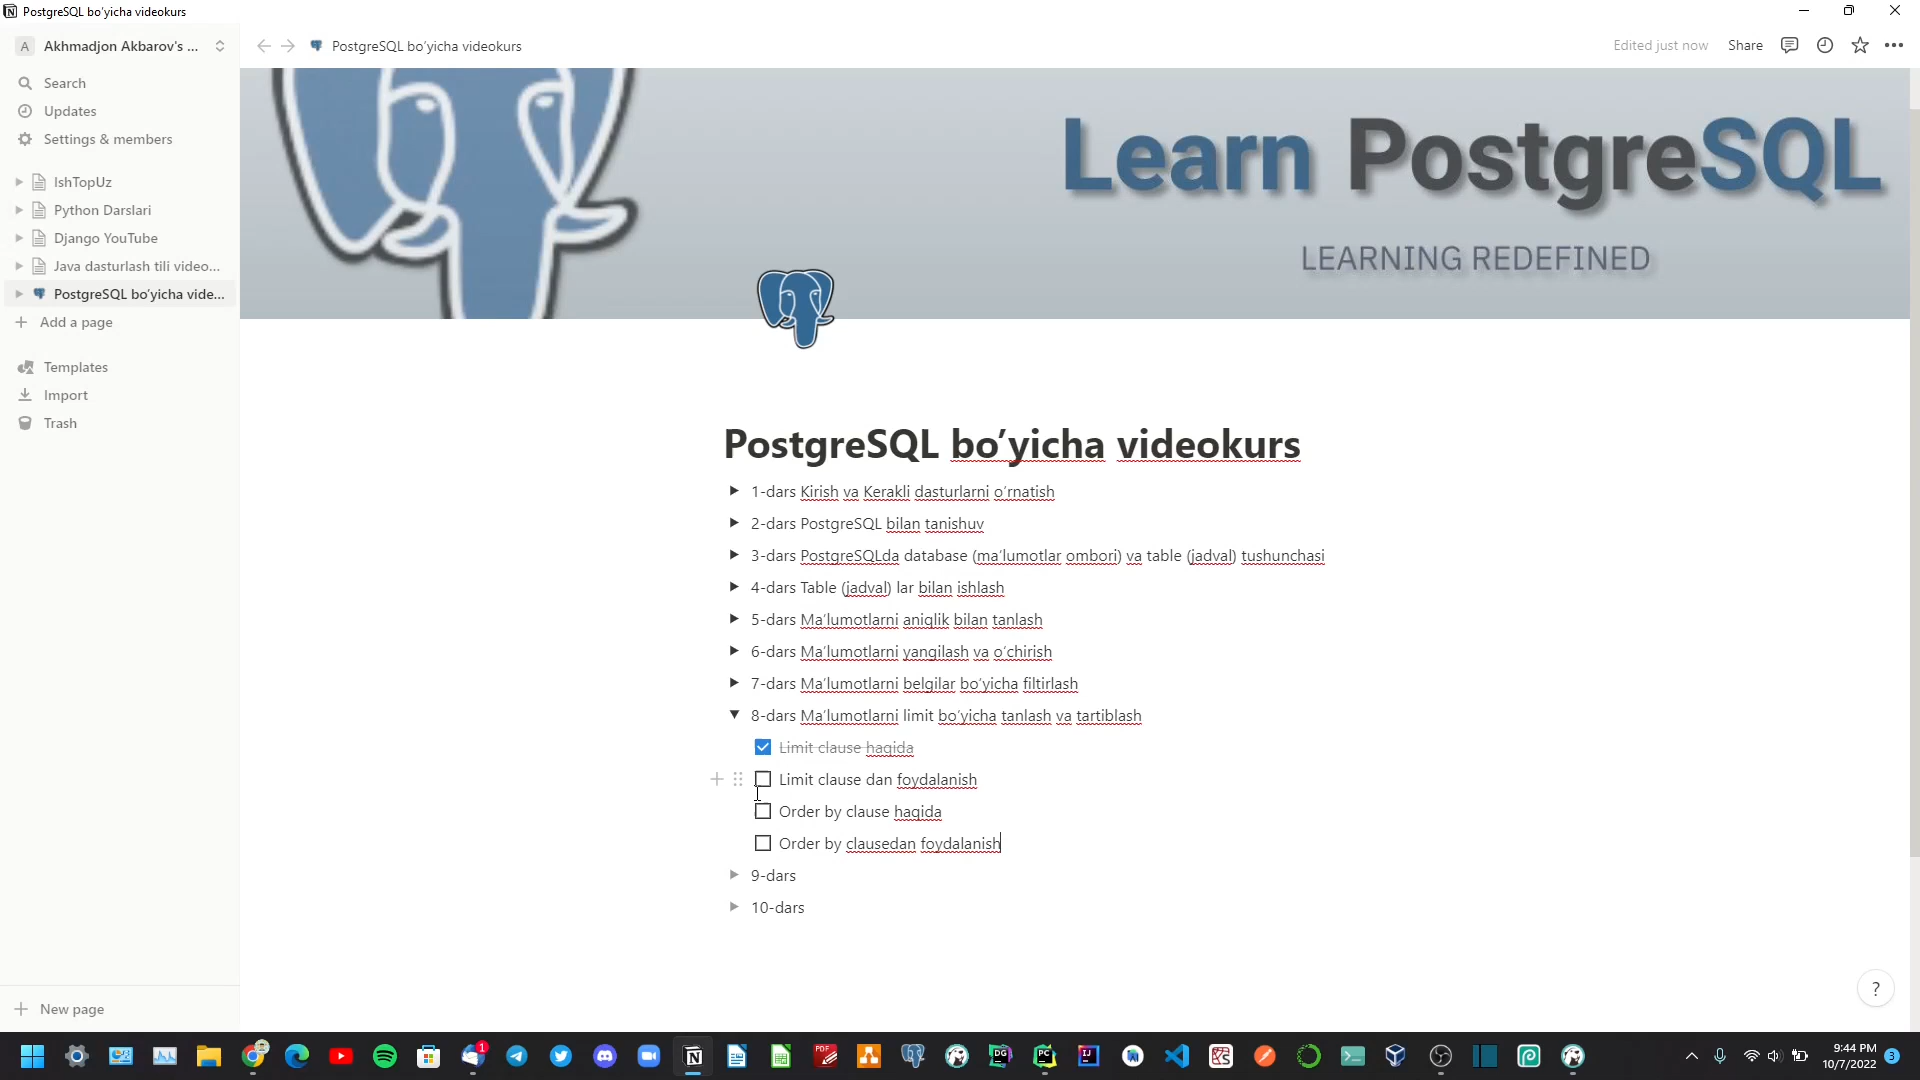 PostgreSQL bo'yicha videokurs
A Akhmadjon Akbarov's ...
PostgreSQL bo'yicha videokurs
Edited just now
Share
Search
Updates
Settings & members
IshTopUz
Python Darslari
Django YouTube
Java dasturlash tili video...
PostgreSQL bo'yicha vide...
Add a page
Templates
Import
Trash
New page
Learn PostgreSQL
LEARNING REDEFINED
PostgreSQL bo'yicha videokurs
1-dars Kirish va Kerakli dasturlarni o'rnatish
2-dars PostgreSQL bilan tanishuv
3-dars PostgreSQLda database (ma'lumotlar ombori) va table (jadval) tushunchasi
4-dars Table (jadval) lar bilan ishlash
5-dars Ma'lumotlarni aniqlik bilan tanlash
6-dars Ma'lumotlarni yangilash va o'chirish
7-dars Ma'lumotlarni belgilar bo'yicha filtirlash
8-dars Ma'lumotlarni limit bo'yicha tanlash va tartiblash
Limit clause haqida
Limit clause dan foydalanish
Order by clause haqida
Order by clausedan foydalanish
9-dars
10-dars
?
1
PDF
DG
PC
IJ
9:44 PM
10/7/2022
3